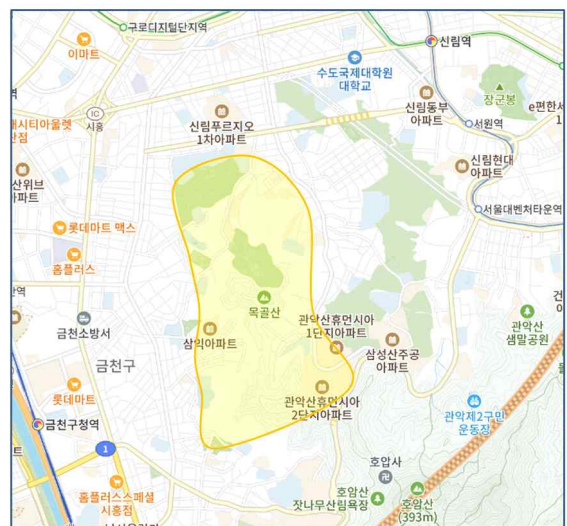 구로디지털단지역
신림역
이마트
수도국제대학원
대학교
장군봉
신림동부
아파트
e편한세
1
IC
시흥
신림푸르지오
1차아파트
서원역
신림현대
아파트
산위브
아파트
서울대벤처타운역
롯데마트 맥스
홈플러스
목골산
금천소방서
삼익아파트
관악산휴먼시아
1단지아파트
삼성산주공
아파트
관악산
샘말공원
금천구
롯데마트
관악산휴먼시아
2단지아파트
관악제2구민
운동장
금천구청역
1
호압사
홈플러스스페셜
시흥점
호암산
잣나무산림욕장
호암산
(393m)